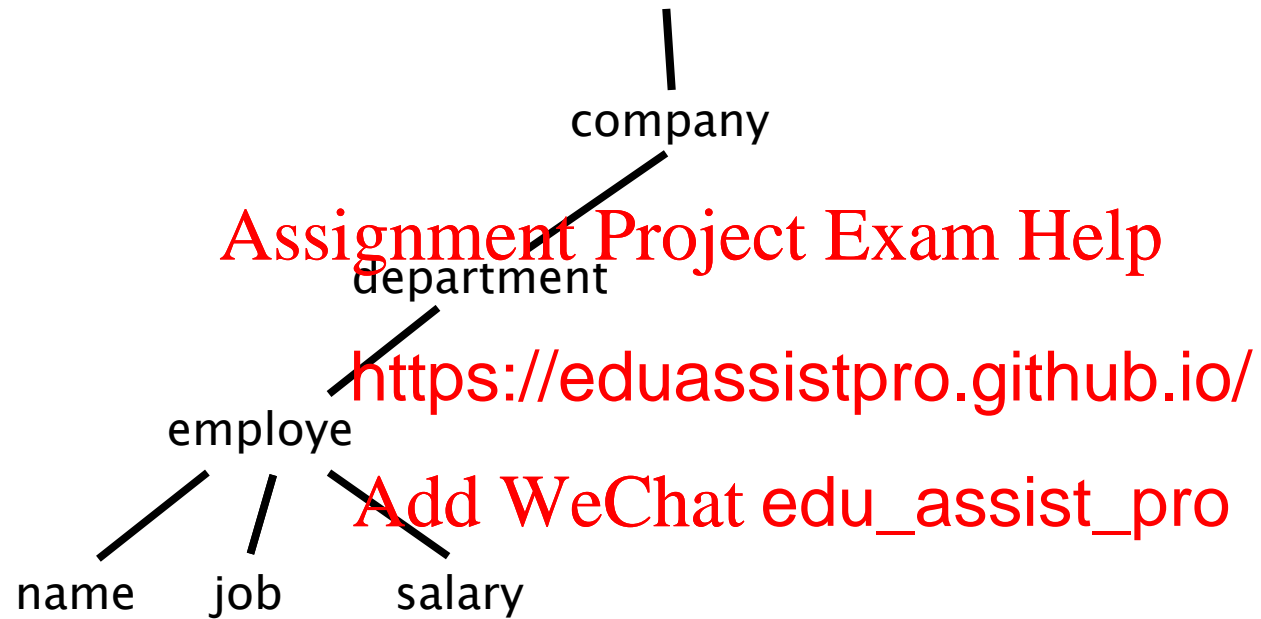 company
Assignment Project Exam Help
department
https://eduassistpro.github.io/
employe
Add WeChat edu_assist_pro
name job salary